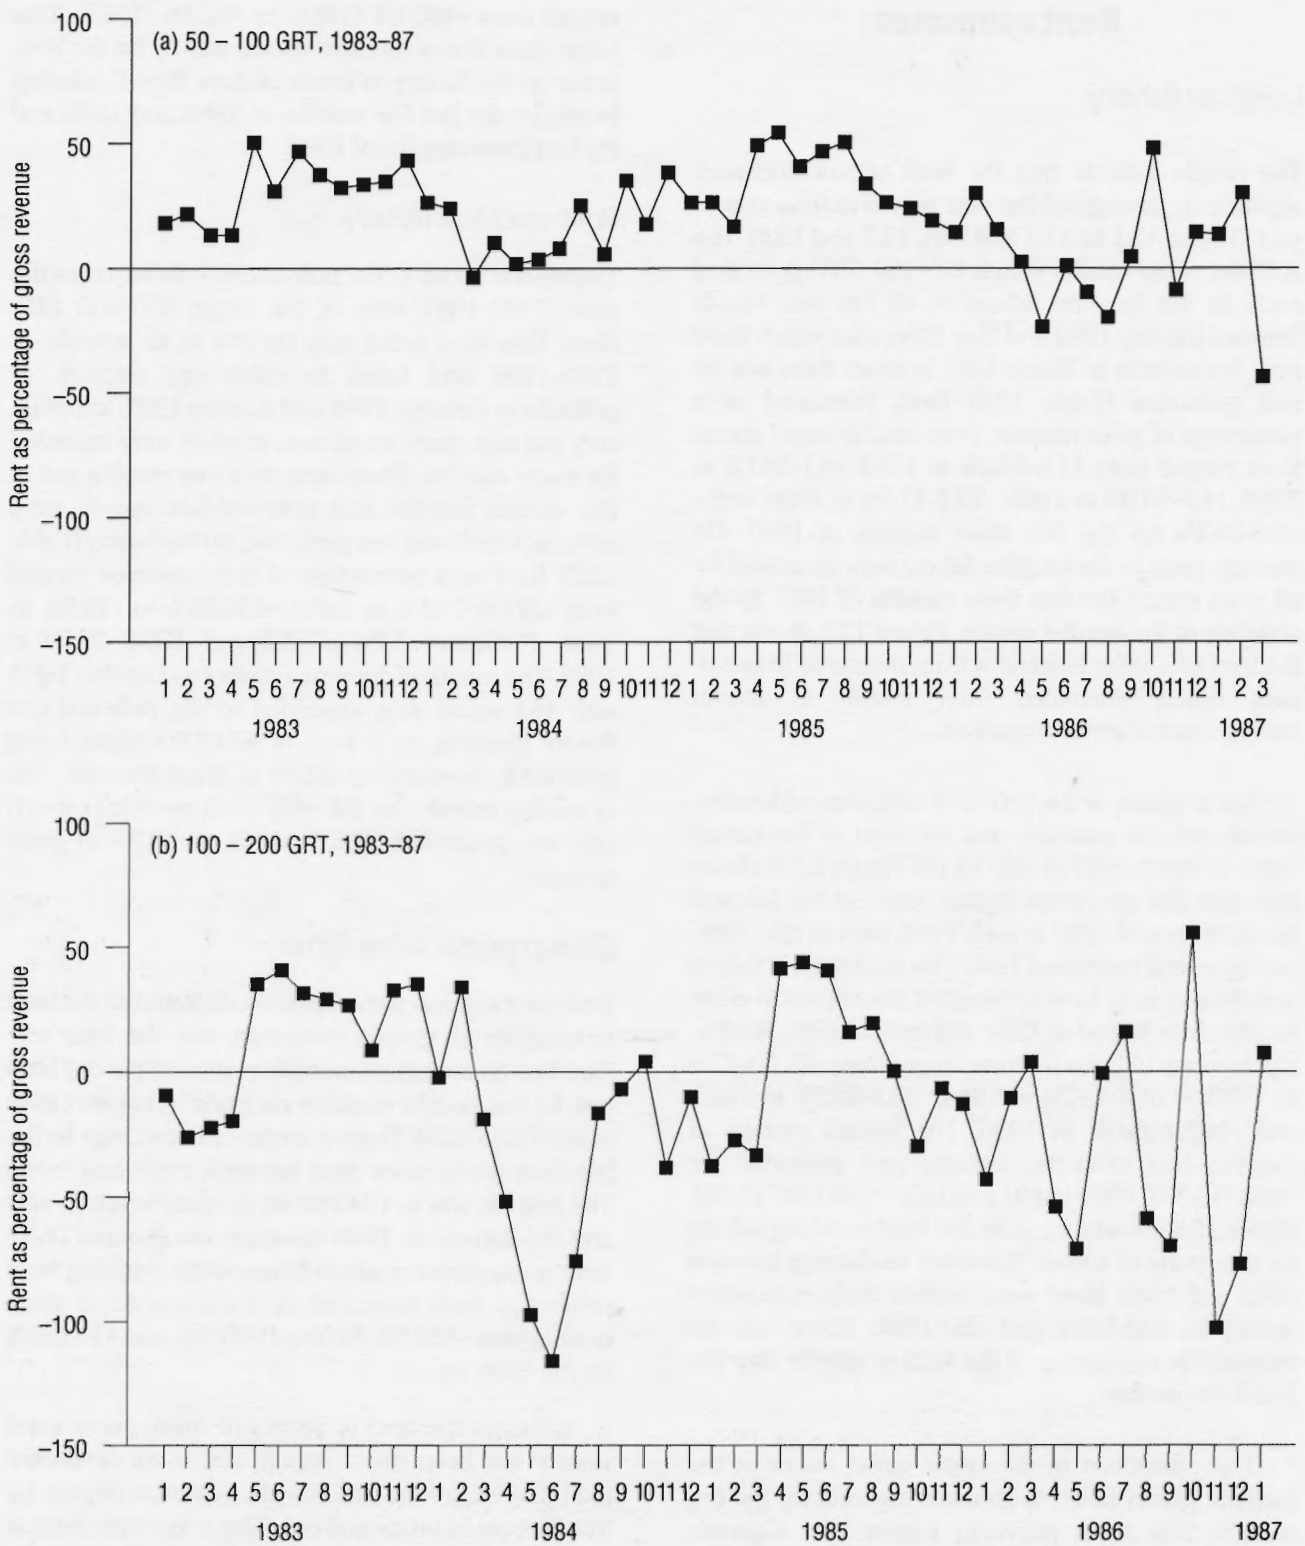 100
(a) 50 – 100 GRT, 1983–87
50
0
–50
–100
–150
Rent as percentage of gross revenue
1 2 3 4 5 6 7 8 9 10 11 12 1 2 3 4 5 6 7 8 9 10 11 12 1 2 3 4 5 6 7 8 9 10 11 12 1 2 3 4 5 6 7 8 9 10 11 12 1 2 3
1983 1984 1985 1986 1987
100
(b) 100 – 200 GRT, 1983–87
50
0
–50
–100
–150
Rent as percentage of gross revenue
1 2 3 4 5 6 7 8 9 10 11 12 1 2 3 4 5 6 7 8 9 10 11 12 1 2 3 4 5 6 7 8 9 10 11 12 1 2 3 4 5 6 7 8 9 10 11 12 1
1983 1984 1985 1986 1987